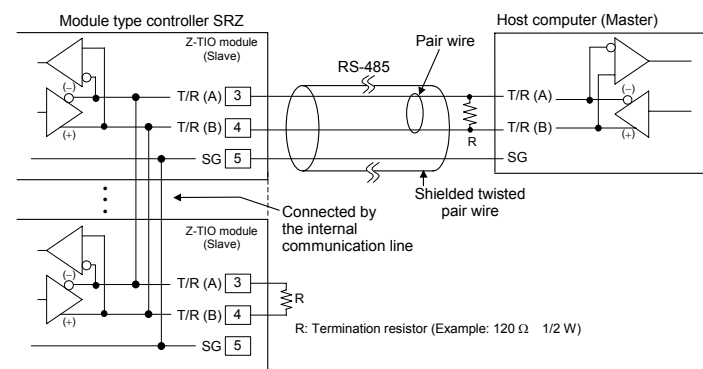 Module type controller SRZ
Host computer (Master)
Z-TIO module
(Slave)
Pair wire
RS-485
(−)
(+)
T/R (A) 3
T/R (B) 4
SG 5
R
T/R (A)
T/R (B)
SG
(−)
(+)
Shielded twisted
pair wire
Connected by
the internal
communication line
Z-TIO module
(Slave)
(−)
(+)
T/R (A) 3
T/R (B) 4
SG 5
R
R: Termination resistor (Example: 120 Ω 1/2 W)